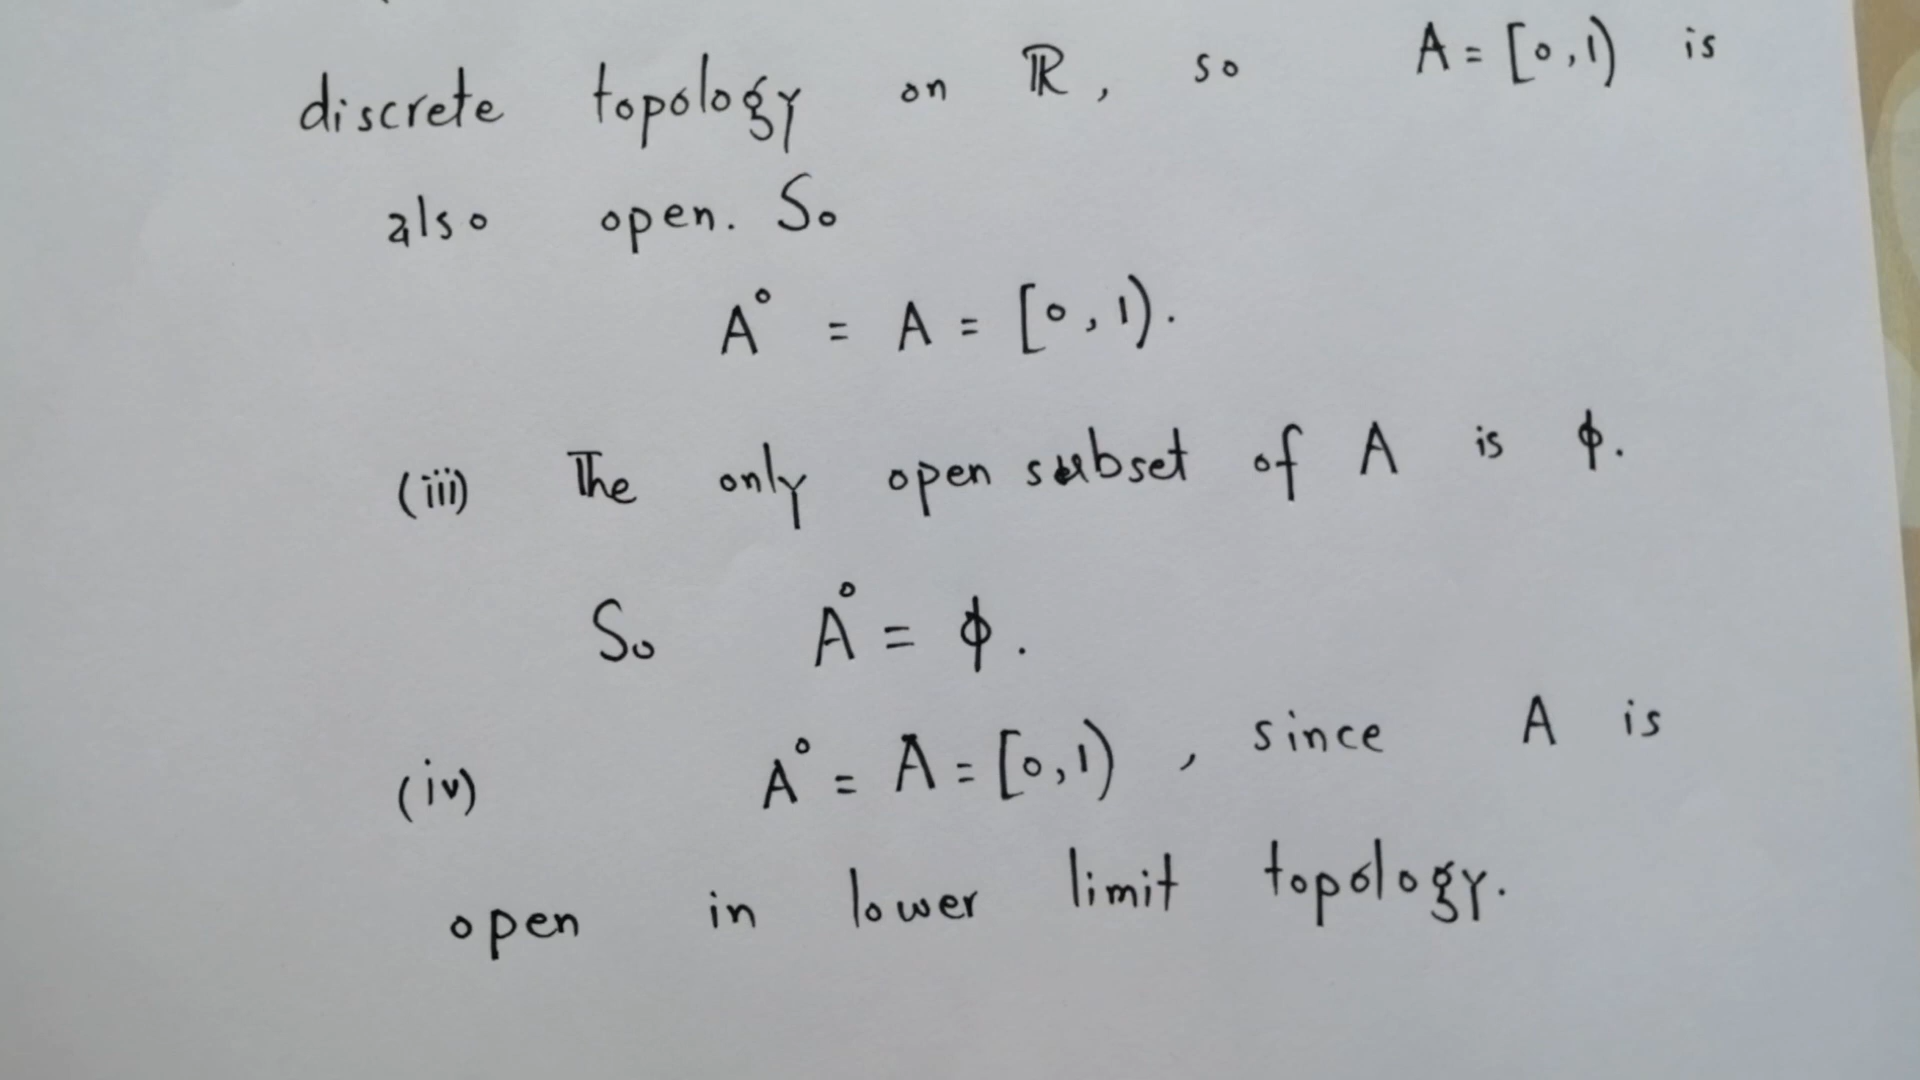 discrete topology on ℝ, so A = [0,1) is
also open. So
A° = A = [0,1).
(iii) The only open subset of A is ϕ.
So A° = ϕ.
(iv) A° = A = [0,1), since A is
open in lower limit topology.